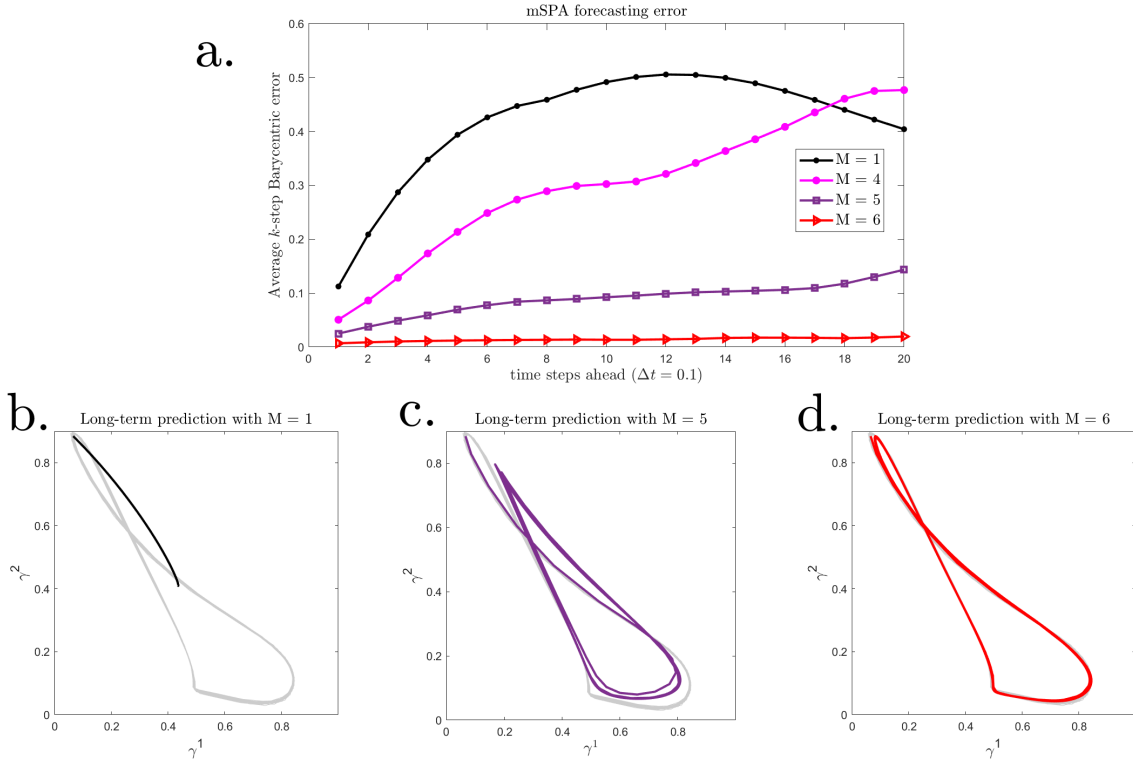 mSPA forecasting error
a.
Average k-step Barycentric error
0.6
0.5
0.4
0.3
0.2
0.1
0
M = 1
M = 4
M = 5
M = 6
0 2 4 6 8 10 12 14 16 18 20
time steps ahead (Δt = 0.1)
b.
Long-term prediction with M = 1
γ²
0.8
0.6
0.4
0.2
0
0 0.2 0.4 0.6 0.8
γ¹
c.
Long-term prediction with M = 5
γ²
0.8
0.6
0.4
0.2
0
0 0.2 0.4 0.6 0.8
γ¹
d.
Long-term prediction with M = 6
γ²
0.8
0.6
0.4
0.2
0
0 0.2 0.4 0.6 0.8
γ¹